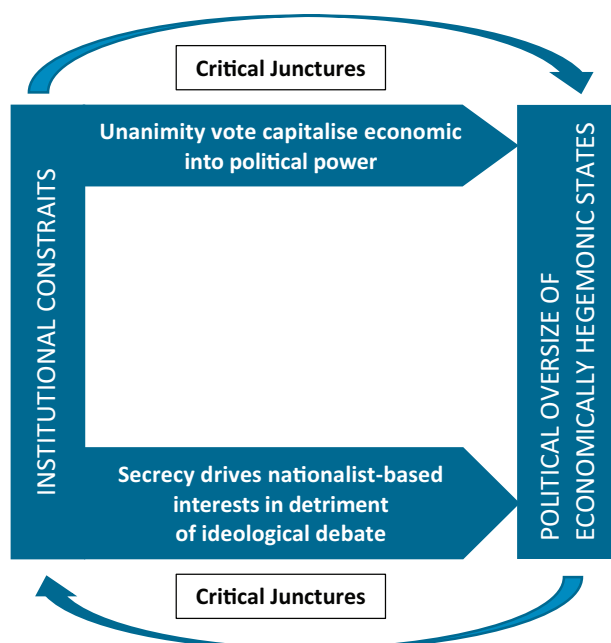 Critical Junctures
Unanimity vote capitalise economic
into political power
INSTITUTIONAL CONSTRAITS
POLITICAL OVERSIZE OF
ECONOMICALLY HEGEMONIC STATES
Secrecy drives nationalist-based
interests in detriment
of ideological debate
Critical Junctures